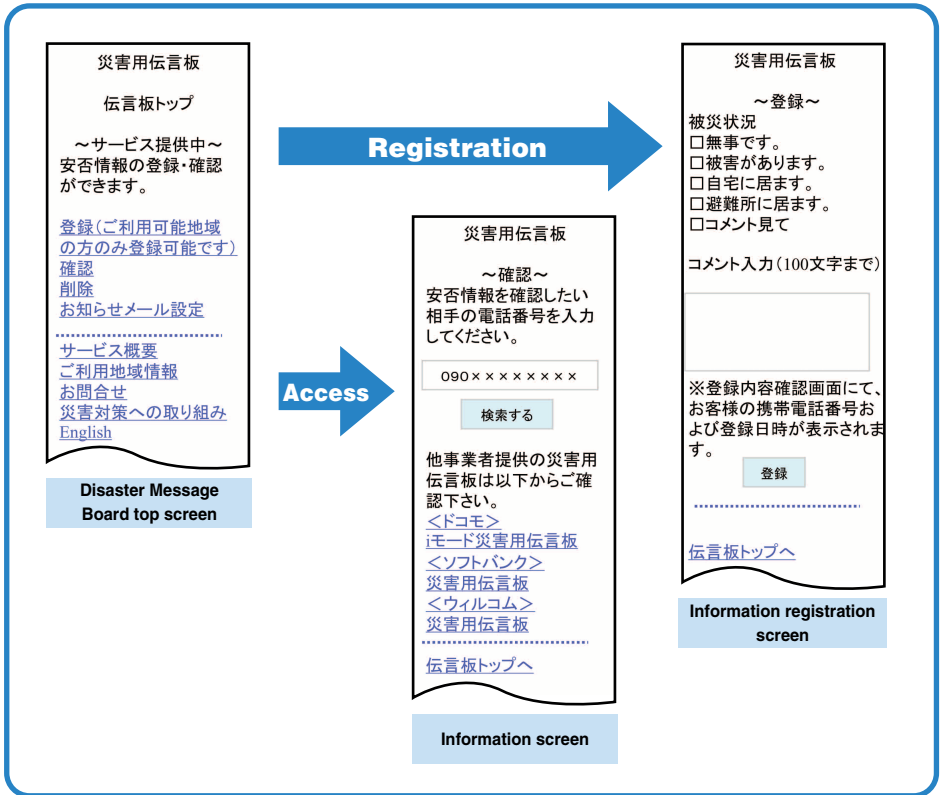 災害用伝言板
伝言板トップ
～サービス提供中～
安否情報の登録・確認
ができます。
登録(ご利用可能地域
の方のみ登録可能です)
確認
削除
お知らせメール設定
サービス概要
ご利用地域情報
お問合せ
災害対策への取り組み
English
Disaster Message
Board top screen
Registration
Access
災害用伝言板
～確認～
安否情報を確認したい
相手の電話番号を入力
してください。
090××××××××
検索する
他事業者提供の災害用
伝言板は以下からご確
認下さい。
＜ドコモ＞
iモード災害用伝言板
＜ソフトバンク＞
災害用伝言板
＜ウィルコム＞
災害用伝言板
伝言板トップへ
Information screen
災害用伝言板
～登録～
被災状況
□無事です。
□被害があります。
□自宅に居ます。
□避難所に居ます。
□コメント見て
コメント入力(100文字まで)
※登録内容確認画面にて、
お客様の携帯電話番号お
よび登録日時が表示されま
す。
登録
伝言板トップへ
Information registration
screen